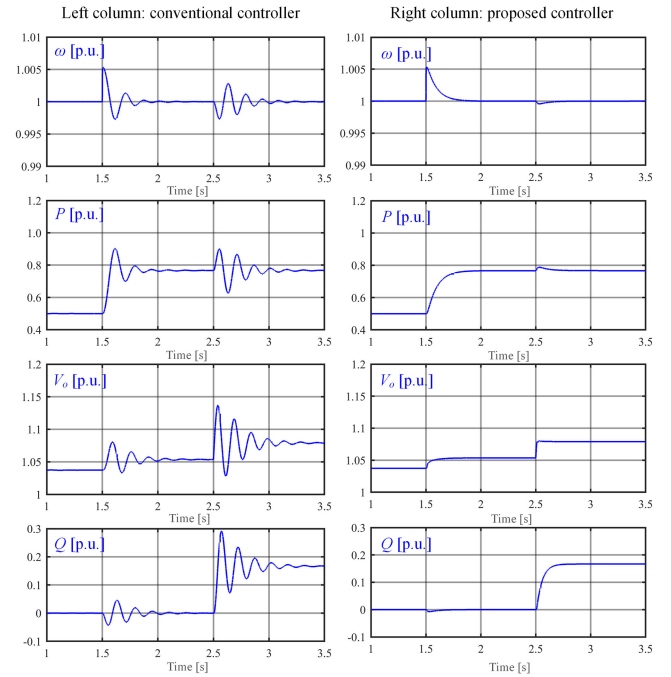 Left column: conventional controller
Right column: proposed controller
ω [p.u.]
1.01
1.005
1
0.995
0.99
1 1.5 2 2.5 3 3.5
Time [s]
ω [p.u.]
1.01
1.005
1
0.995
0.99
1 1.5 2 2.5 3 3.5
Time [s]
P [p.u.]
1.2
1
0.8
0.6
0.4
1 1.5 2 2.5 3 3.5
Time [s]
P [p.u.]
1.2
1
0.8
0.6
0.4
1 1.5 2 2.5 3 3.5
Time [s]
Vo [p.u.]
1.2
1.15
1.1
1.05
1
1 1.5 2 2.5 3 3.5
Time [s]
Vo [p.u.]
1.2
1.15
1.1
1.05
1
1 1.5 2 2.5 3 3.5
Time [s]
Q [p.u.]
0.3
0.2
0.1
0
-0.1
1 1.5 2 2.5 3 3.5
Time [s]
Q [p.u.]
0.3
0.2
0.1
0
-0.1
1 1.5 2 2.5 3 3.5
Time [s]